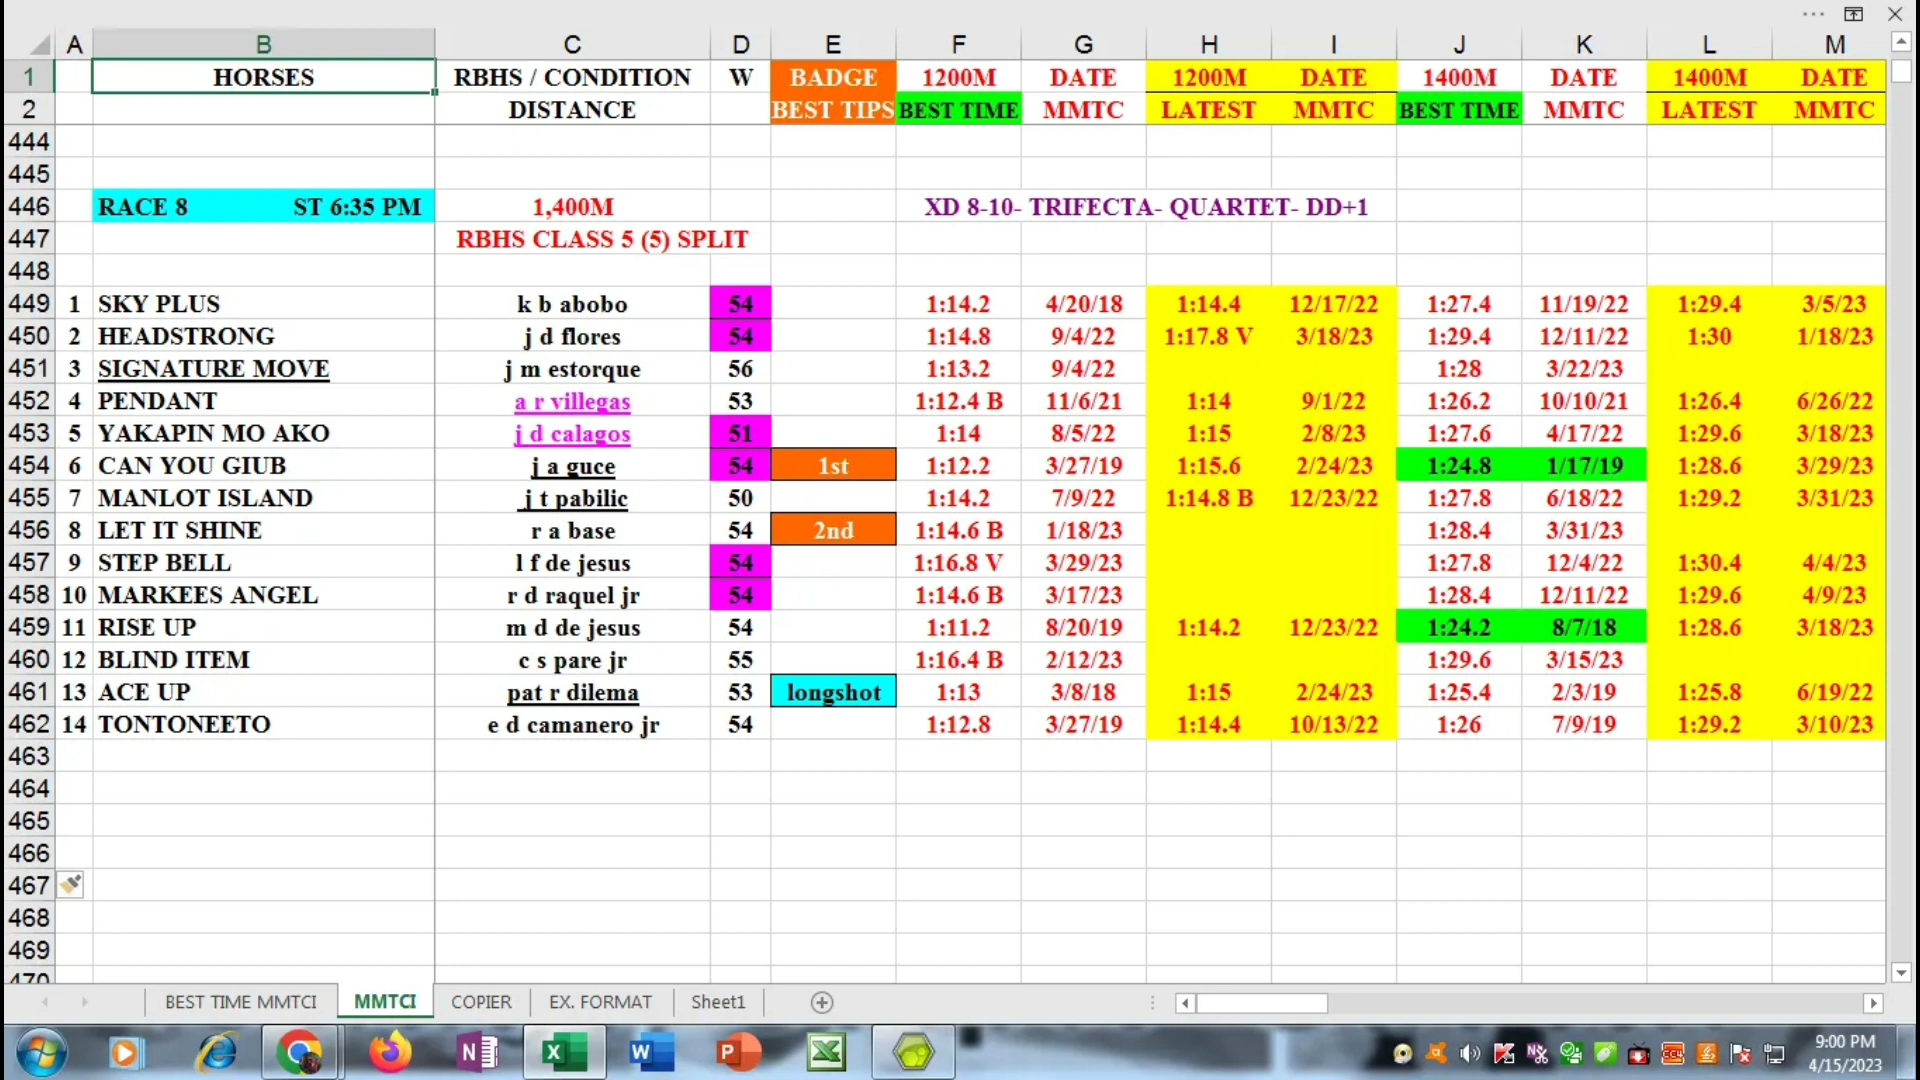 A B C D E F G H I J K L M
1 HORSES RBHS / CONDITION W BADGE 1200M DATE 1200M DATE 1400M DATE 1400M DATE
2 DISTANCE BEST TIPS BEST TIME MMTC LATEST MMTC BEST TIME MMTC LATEST MMTC
444
445
446 RACE 8 ST 6:35 PM 1,400M XD 8-10- TRIFECTA- QUARTET- DD+1
447 RBHS CLASS 5 (5) SPLIT
448
449 1 SKY PLUS k b abobo 54 1:14.2 4/20/18 1:14.4 12/17/22 1:27.4 11/19/22 1:29.4 3/5/23
450 2 HEADSTRONG j d flores 54 1:14.8 9/4/22 1:17.8 V 3/18/23 1:29.4 12/11/22 1:30 1/18/23
451 3 SIGNATURE MOVE j m estorque 56 1:13.2 9/4/22 1:28 3/22/23
452 4 PENDANT a r villegas 53 1:12.4 B 11/6/21 1:14 9/1/22 1:26.2 10/10/21 1:26.4 6/26/22
453 5 YAKAPIN MO AKO j d calagos 51 1:14 8/5/22 1:15 2/8/23 1:27.6 4/17/22 1:29.6 3/18/23
454 6 CAN YOU GIUB j a guce 54 1st 1:12.2 3/27/19 1:15.6 2/24/23 1:24.8 1/17/19 1:28.6 3/29/23
455 7 MANLOT ISLAND j t pabilic 50 1:14.2 7/9/22 1:14.8 B 12/23/22 1:27.8 6/18/22 1:29.2 3/31/23
456 8 LET IT SHINE r a base 54 2nd 1:14.6 B 1/18/23 1:28.4 3/31/23
457 9 STEP BELL l f de jesus 54 1:16.8 V 3/29/23 1:27.8 12/4/22 1:30.4 4/4/23
458 10 MARKEES ANGEL r d raquel jr 54 1:14.6 B 3/17/23 1:28.4 12/11/22 1:29.6 4/9/23
459 11 RISE UP m d de jesus 54 1:11.2 8/20/19 1:14.2 12/23/22 1:24.2 8/7/18 1:28.6 3/18/23
460 12 BLIND ITEM c s pare jr 55 1:16.4 B 2/12/23 1:29.6 3/15/23
461 13 ACE UP pat r dilema 53 longshot 1:13 3/8/18 1:15 2/24/23 1:25.4 2/3/19 1:25.8 6/19/22
462 14 TONTONEETO e d camanero jr 54 1:12.8 3/27/19 1:14.4 10/13/22 1:26 7/9/19 1:29.2 3/10/23
463
464
465
466
467
468
469
470
BEST TIME MMTCI MMTCI COPIER EX. FORMAT Sheet1
9:00 PM
4/15/2023